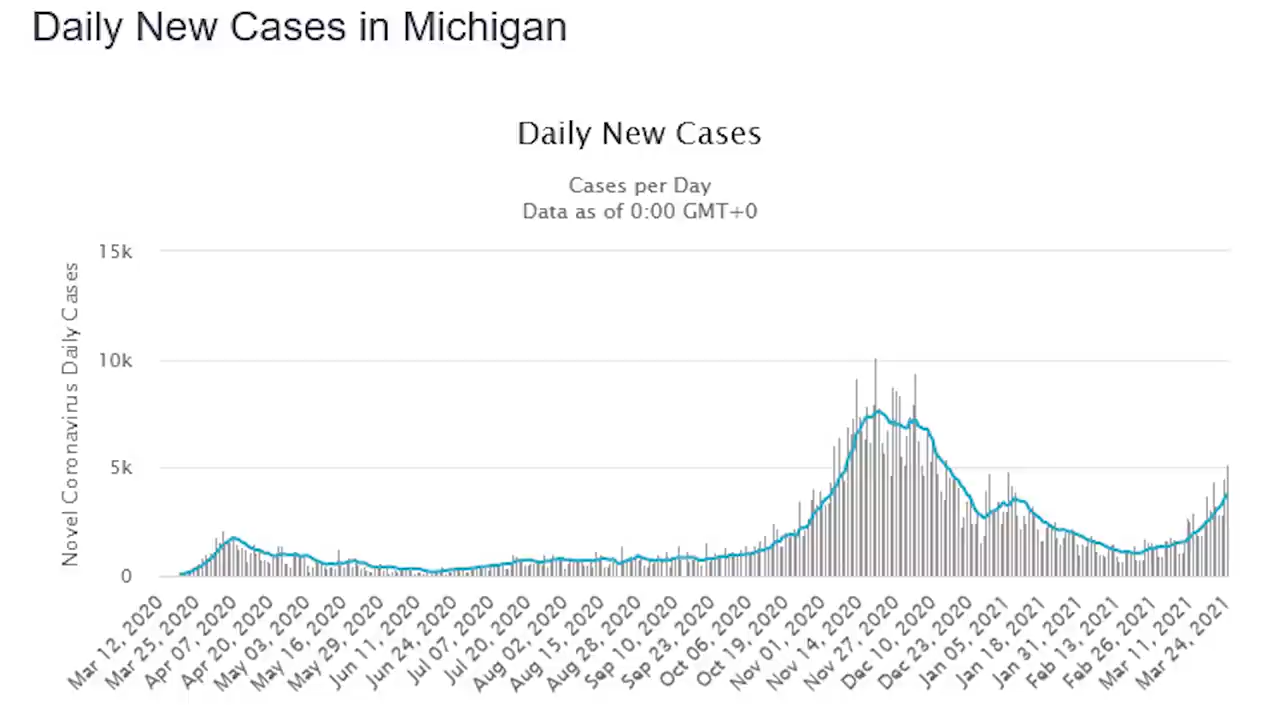 Daily New Cases in Michigan
Daily New Cases
Cases per Day
Data as of 0:00 GMT+0
Novel Coronavirus Daily Cases
15k
10k
5k
0
Mar 12, 2020
Mar 25, 2020
Apr 07, 2020
Apr 20, 2020
May 03, 2020
May 16, 2020
May 29, 2020
Jun 11, 2020
Jun 24, 2020
Jul 07, 2020
Jul 20, 2020
Aug 02, 2020
Aug 15, 2020
Aug 28, 2020
Sep 10, 2020
Sep 23, 2020
Oct 06, 2020
Oct 19, 2020
Nov 01, 2020
Nov 14, 2020
Nov 27, 2020
Dec 10, 2020
Dec 23, 2020
Jan 05, 2021
Jan 18, 2021
Jan 31, 2021
Feb 13, 2021
Feb 26, 2021
Mar 11, 2021
Mar 24, 2021